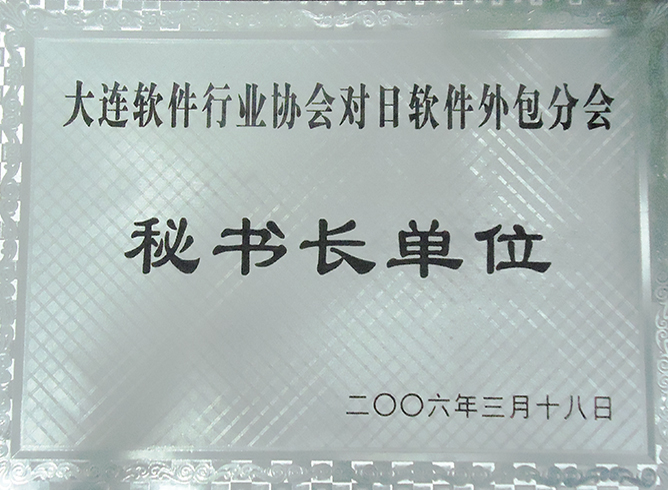 大连软件行业协会对日软件外包分会
秘书长单位
二〇〇六年三月十八日